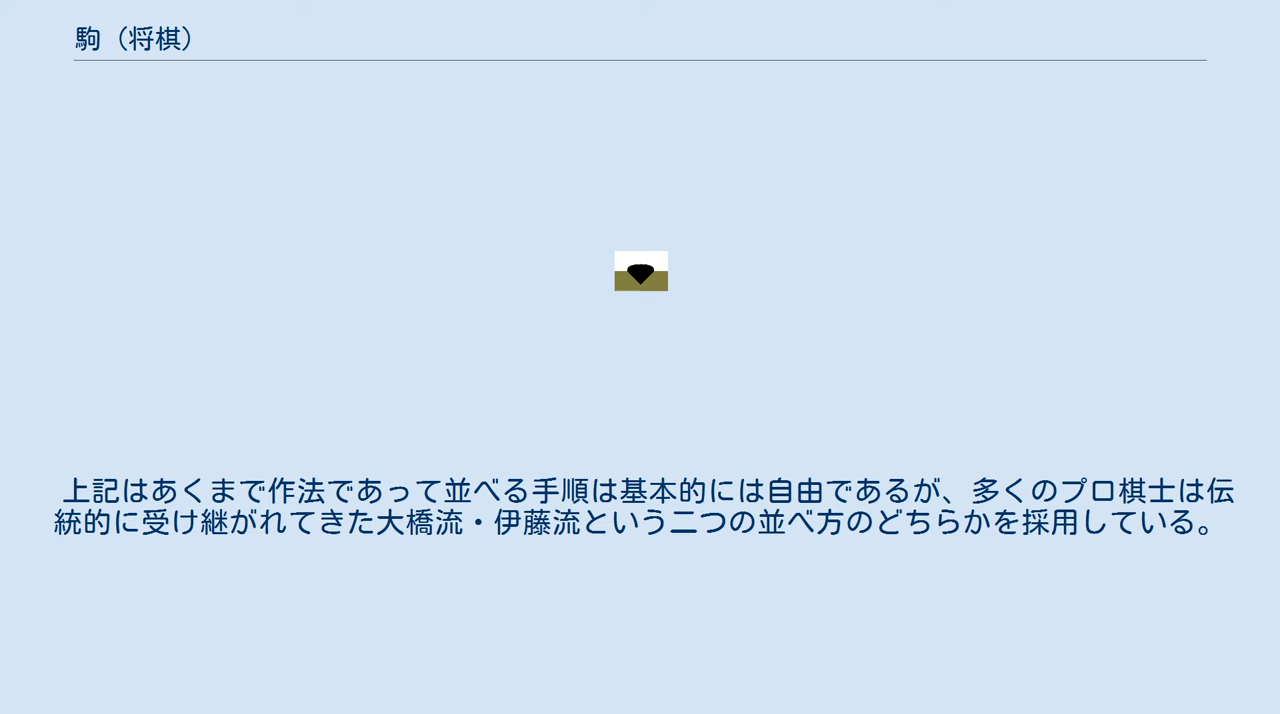 駒（将棋）
上記はあくまで作法であって並べる手順は基本的には自由であるが、多くのプロ棋士は伝
統的に受け継がれてきた大橋流・伊藤流という二つの並べ方のどちらかを採用している。